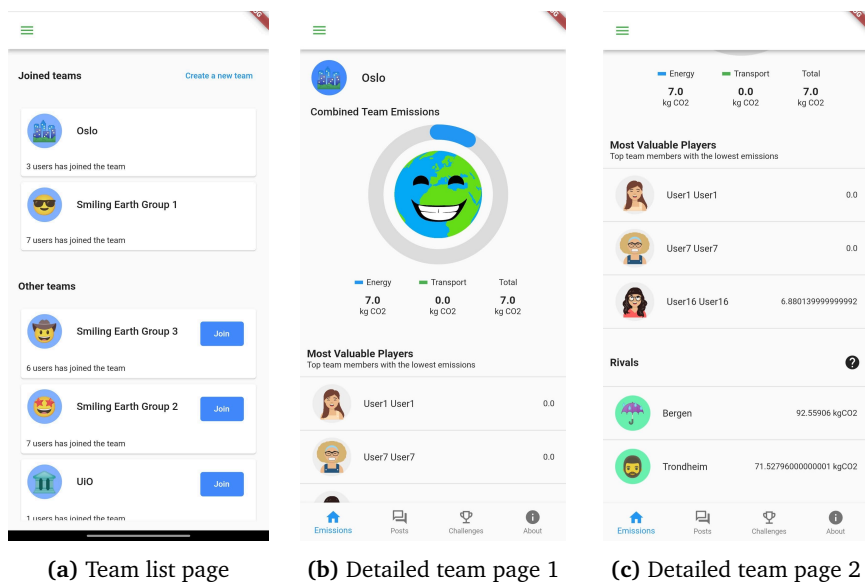 Joined teams
Create a new team
Oslo
3 users has joined the team
Smiling Earth Group 1
7 users has joined the team
Other teams
Smiling Earth Group 3
Join
6 users has joined the team
Smiling Earth Group 2
Join
7 users has joined the team
UiO
Join
1 users has joined the team
(a) Team list page
Oslo
Combined Team Emissions
Energy Transport Total
7.0 0.0 7.0
kg CO2 kg CO2 kg CO2
Most Valuable Players
Top team members with the lowest emissions
User1 User1 0.0
User7 User7 0.0
Emissions Posts Challenges About
(b) Detailed team page 1
Energy Transport Total
7.0 0.0 7.0
kg CO2 kg CO2 kg CO2
Most Valuable Players
Top team members with the lowest emissions
User1 User1 0.0
User7 User7 0.0
User16 User16 6.880139999999992
Rivals ?
Bergen 92.55906 kgCO2
Trondheim 71.52796000000001 kgCO2
Emissions Posts Challenges About
(c) Detailed team page 2